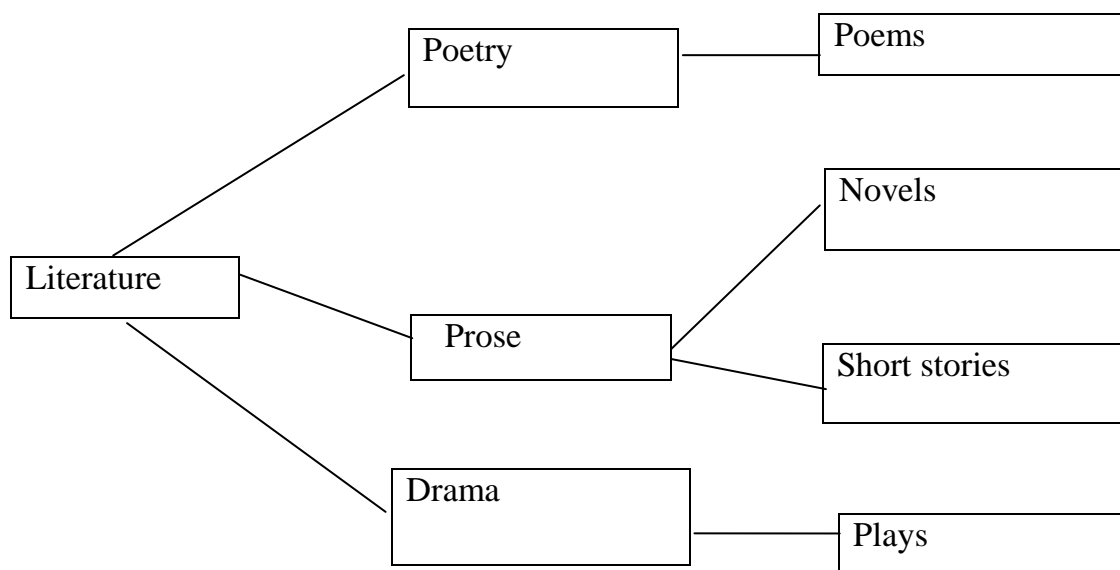 Poetry
Poems
Novels
Literature
Prose
Short stories
Drama
Plays